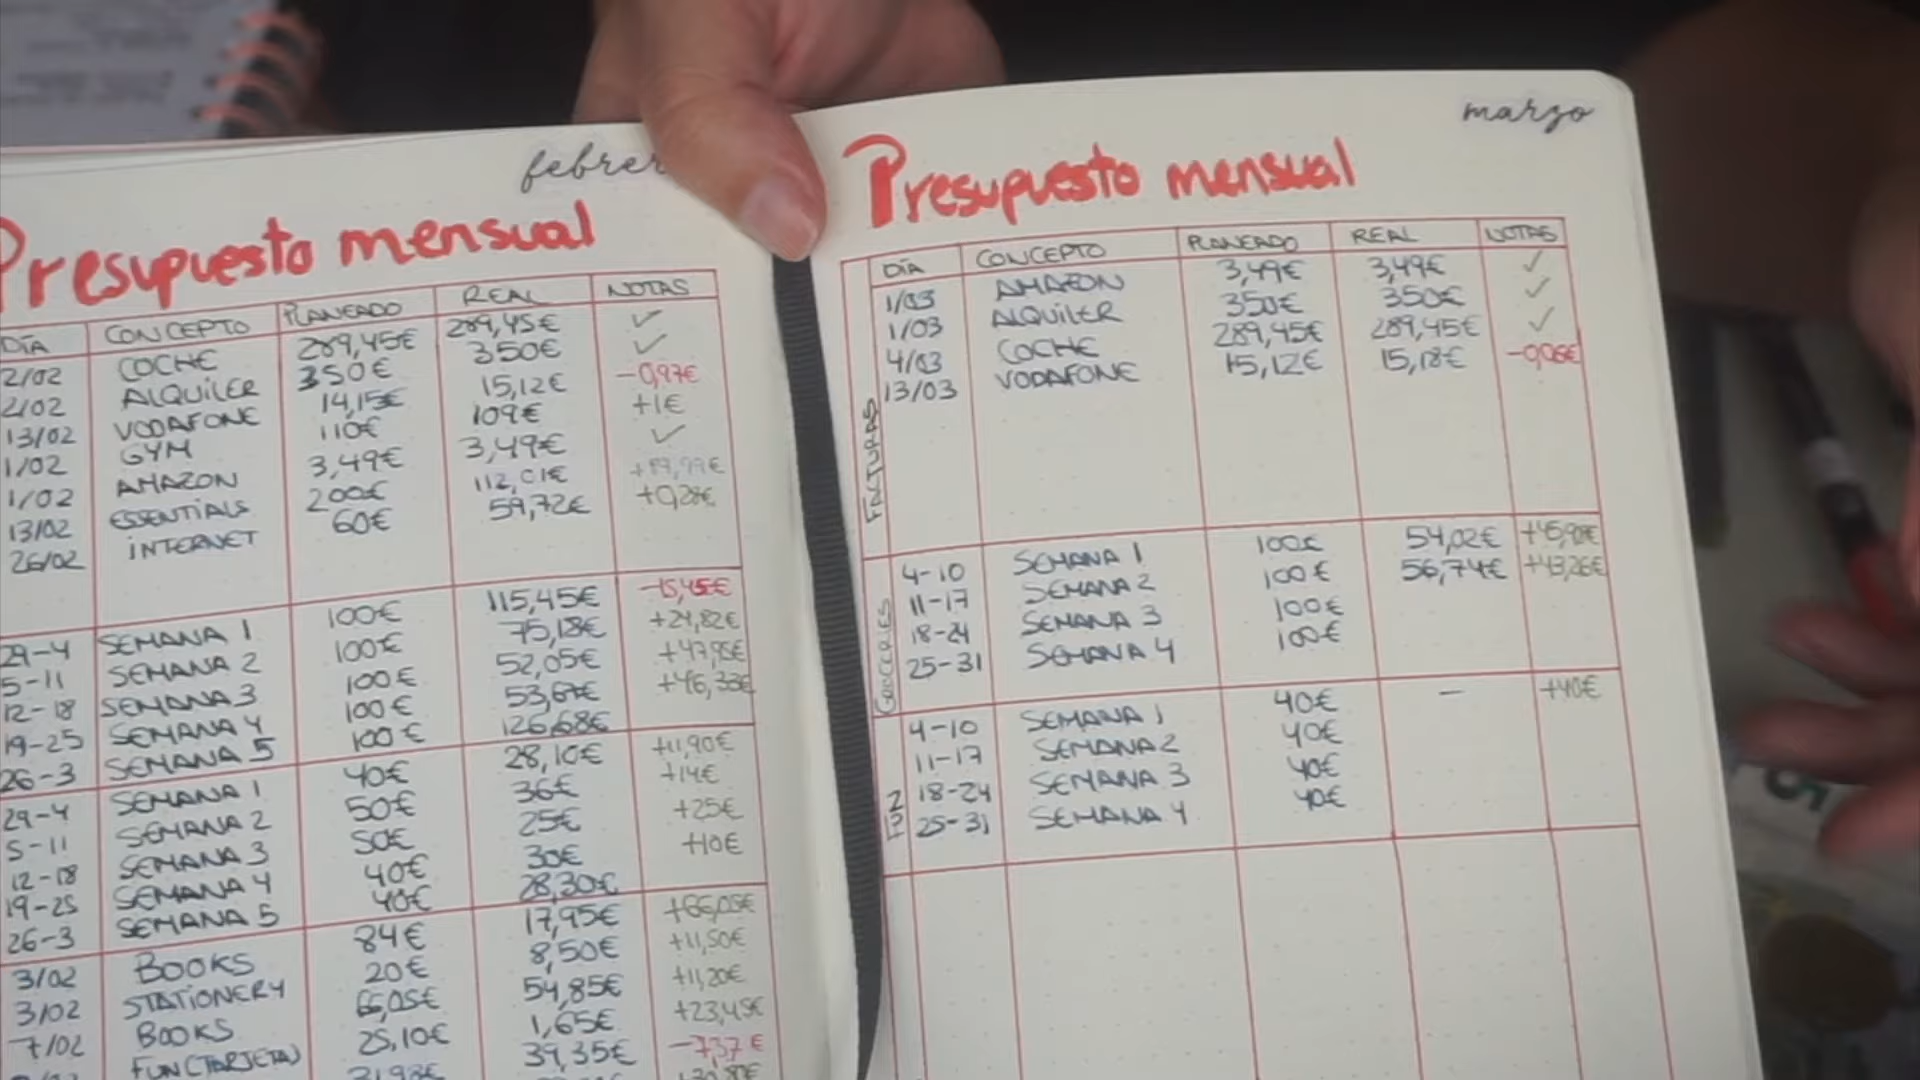 febrer
Presupuesto mensual
DÍA CONCEPTO PLANEADO REAL NOTAS
2/02 COCHE 289,45€ 289,45€ ✓
2/02 ALQUILER 350€ 350€ ✓
13/02 VODAFONE 14,15€ 15,12€ -0,97€
1/02 GYM 110€ 109€ +1€
1/02 AMAZON 3,49€ 3,49€ ✓
13/02 ESSENTIALS 200€ 112,01€
26/02 INTERNET 60€ 59,72€ +0,28€
29-4 SEMANA 1 100€ 115,45€ -15,45€
5-11 SEMANA 2 100€ 75,18€ +24,82€
12-18 SEMANA 3 100€ 52,05€ +47,95€
19-25 SEMANA 4 100€ 53,67€ +46,33€
26-3 SEMANA 5 100€ 126,68€
29-4 SEMANA 1 40€ 28,10€ +11,90€
5-11 SEMANA 2 50€ 36€ +14€
12-18 SEMANA 3 50€ 25€ +25€
19-25 SEMANA 4 40€ 30€ +10€
26-3 SEMANA 5 40€ 28,30€
3/02 BOOKS 84€ 17,95€ +66,05€
3/02 STATIONERY 20€ 8,50€ +11,50€
7/02 BOOKS 66,05€ 54,85€ +11,20€
FUN(TARJETA) 25,10€ 1,65€ +23,45€
39,35€ -7,37€
marzo
Presupuesto mensual
DÍA CONCEPTO PLANEADO REAL NOTAS
FACTURAS
1/03 AMAZON 3,49€ 3,49€ ✓
1/03 ALQUILER 350€ 350€ ✓
4/03 COCHE 289,45€ 289,45€ ✓
13/03 VODAFONE 15,12€ 15,18€ -0,06€
GROCERIES
4-10 SEMANA 1 100€ 54,02€ +45,98€
11-17 SEMANA 2 100€ 56,74€ +43,26€
18-24 SEMANA 3 100€
25-31 SEMANA 4 100€
FUN
4-10 SEMANA 1 40€ - +40€
11-17 SEMANA 2 40€
18-24 SEMANA 3 40€
25-31 SEMANA 4 40€